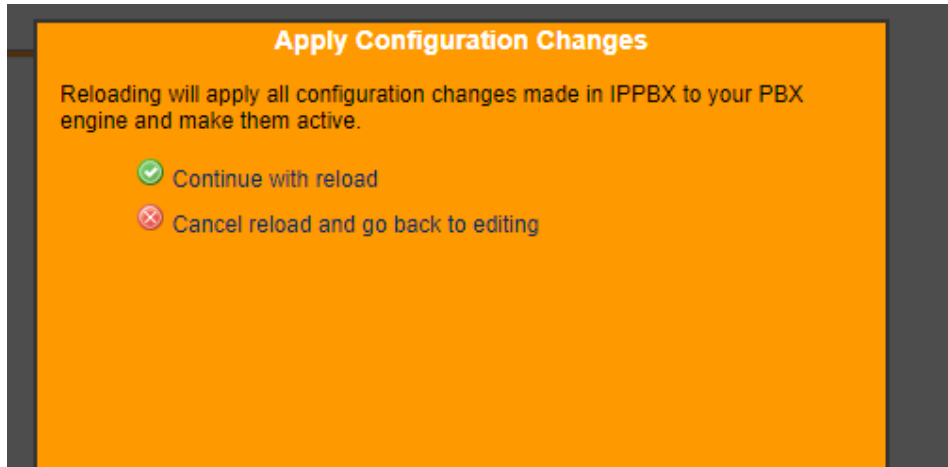 Apply Configuration Changes
Reloading will apply all configuration changes made in IPPBX to your PBX
engine and make them active.
Continue with reload
Cancel reload and go back to editing